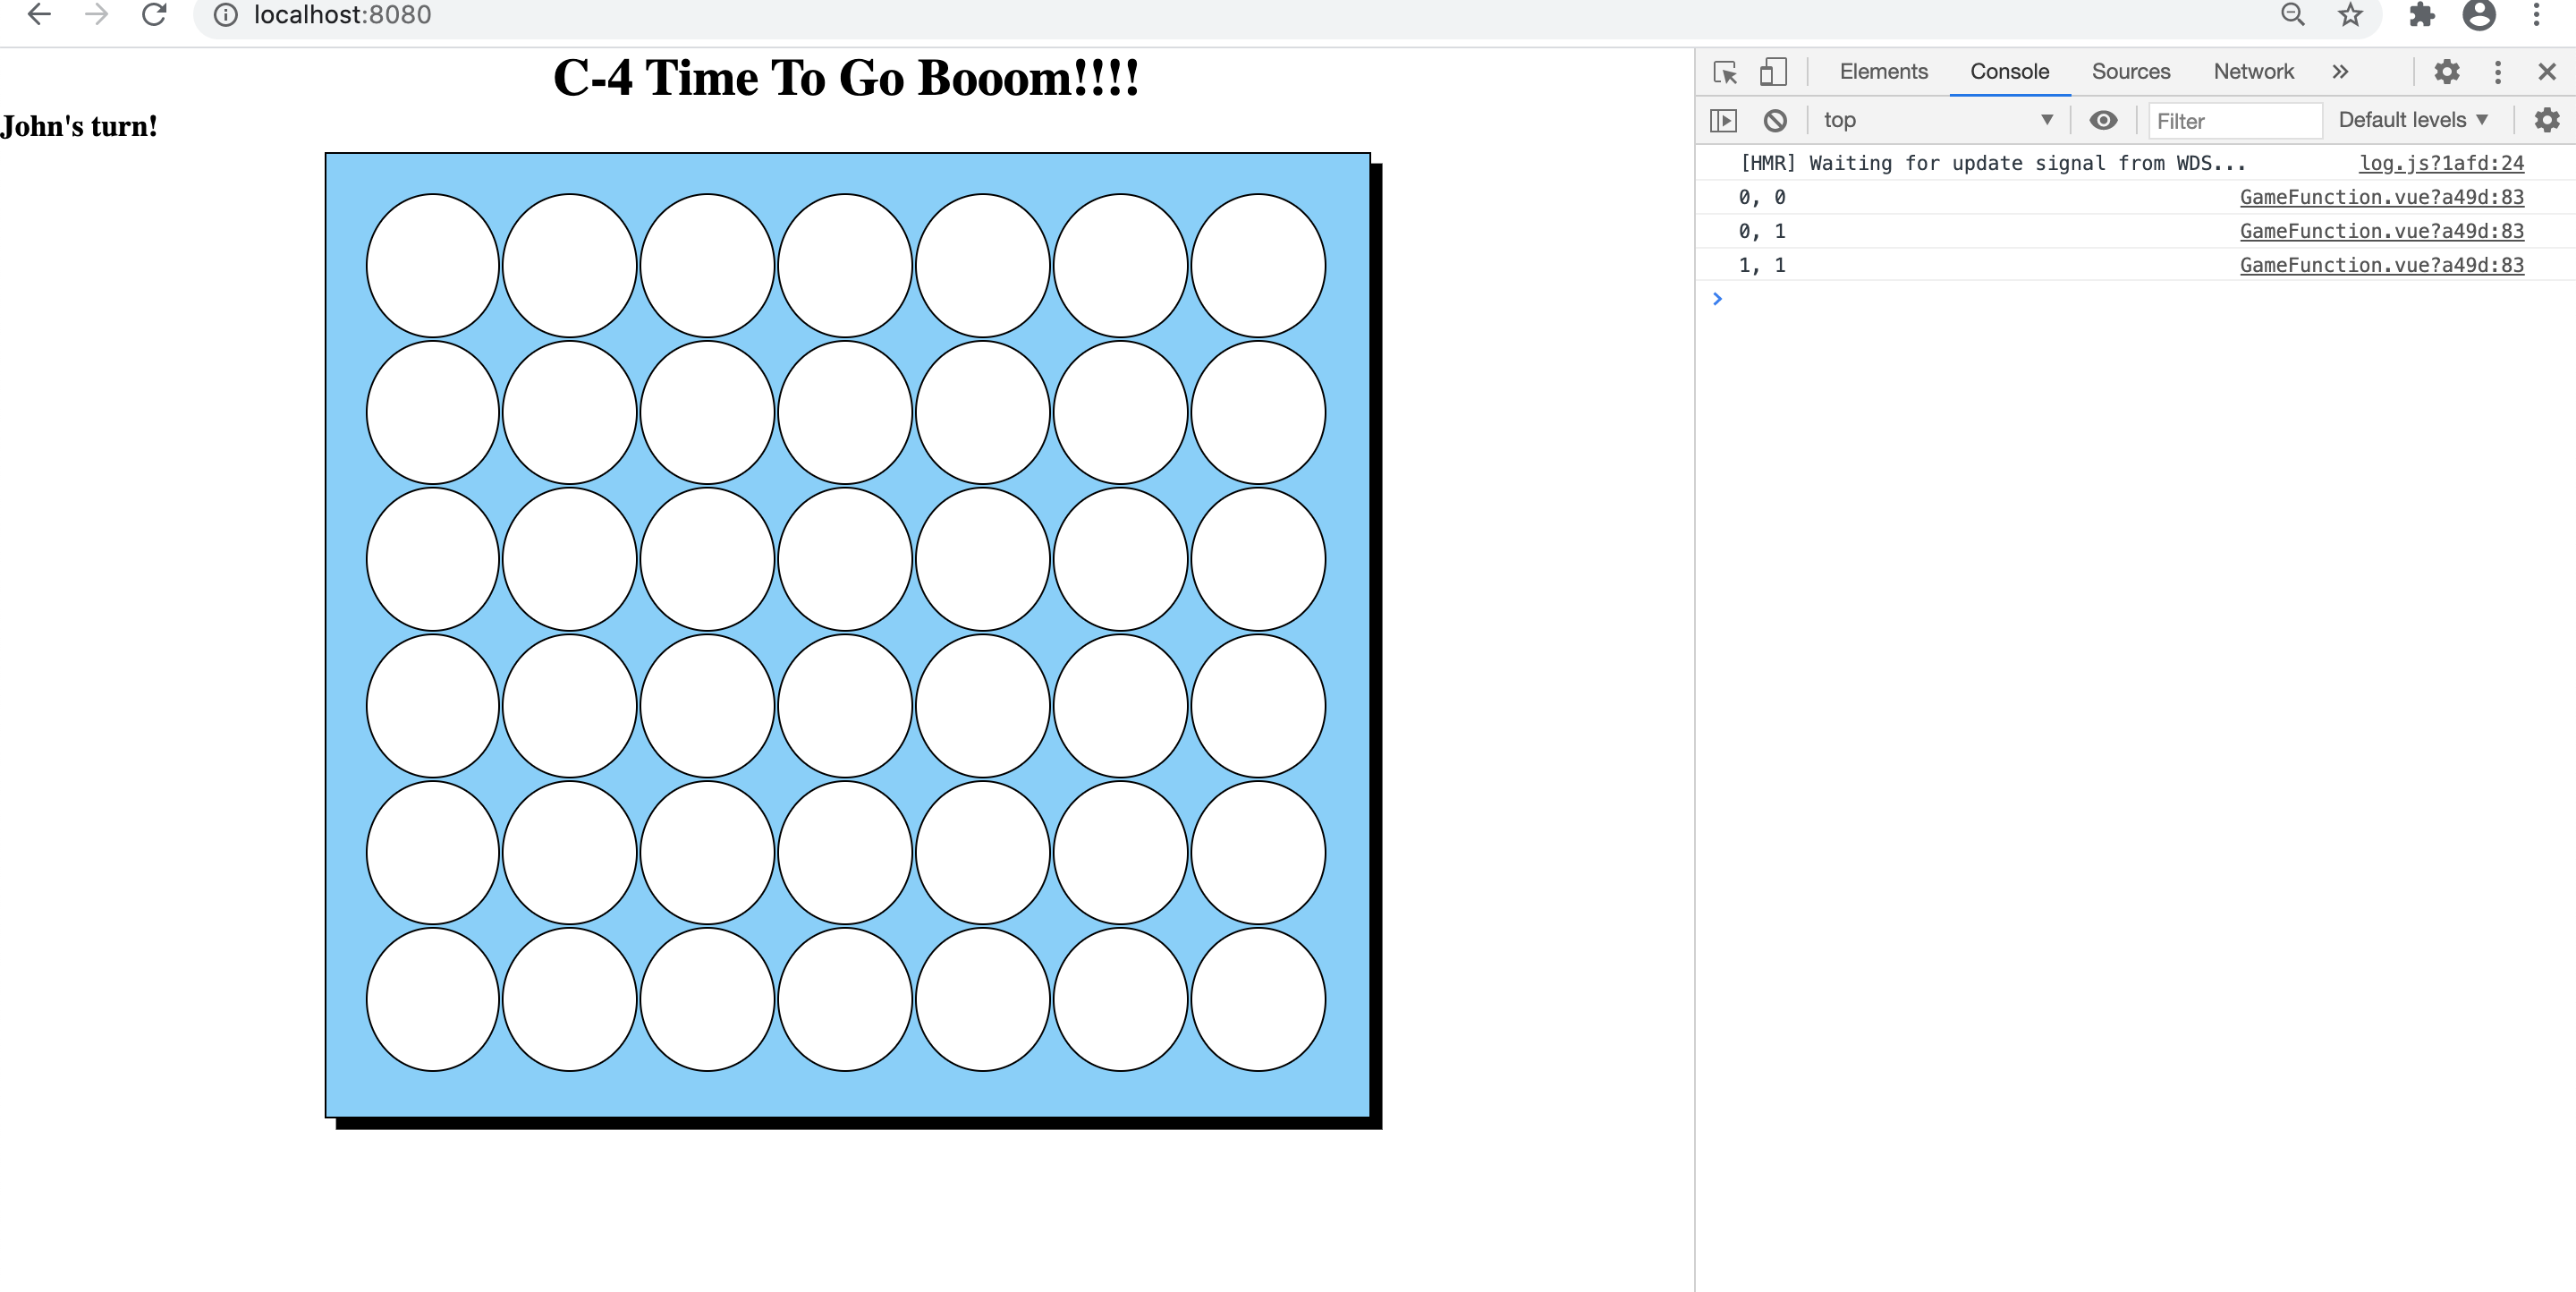 localhost:8080
C-4 Time To Go Booom!!!!
John's turn!
Elements Console Sources Network »
top Filter Default levels
[HMR] Waiting for update signal from WDS... log.js?1afd:24
0, 0 GameFunction.vue?a49d:83
0, 1 GameFunction.vue?a49d:83
1, 1 GameFunction.vue?a49d:83